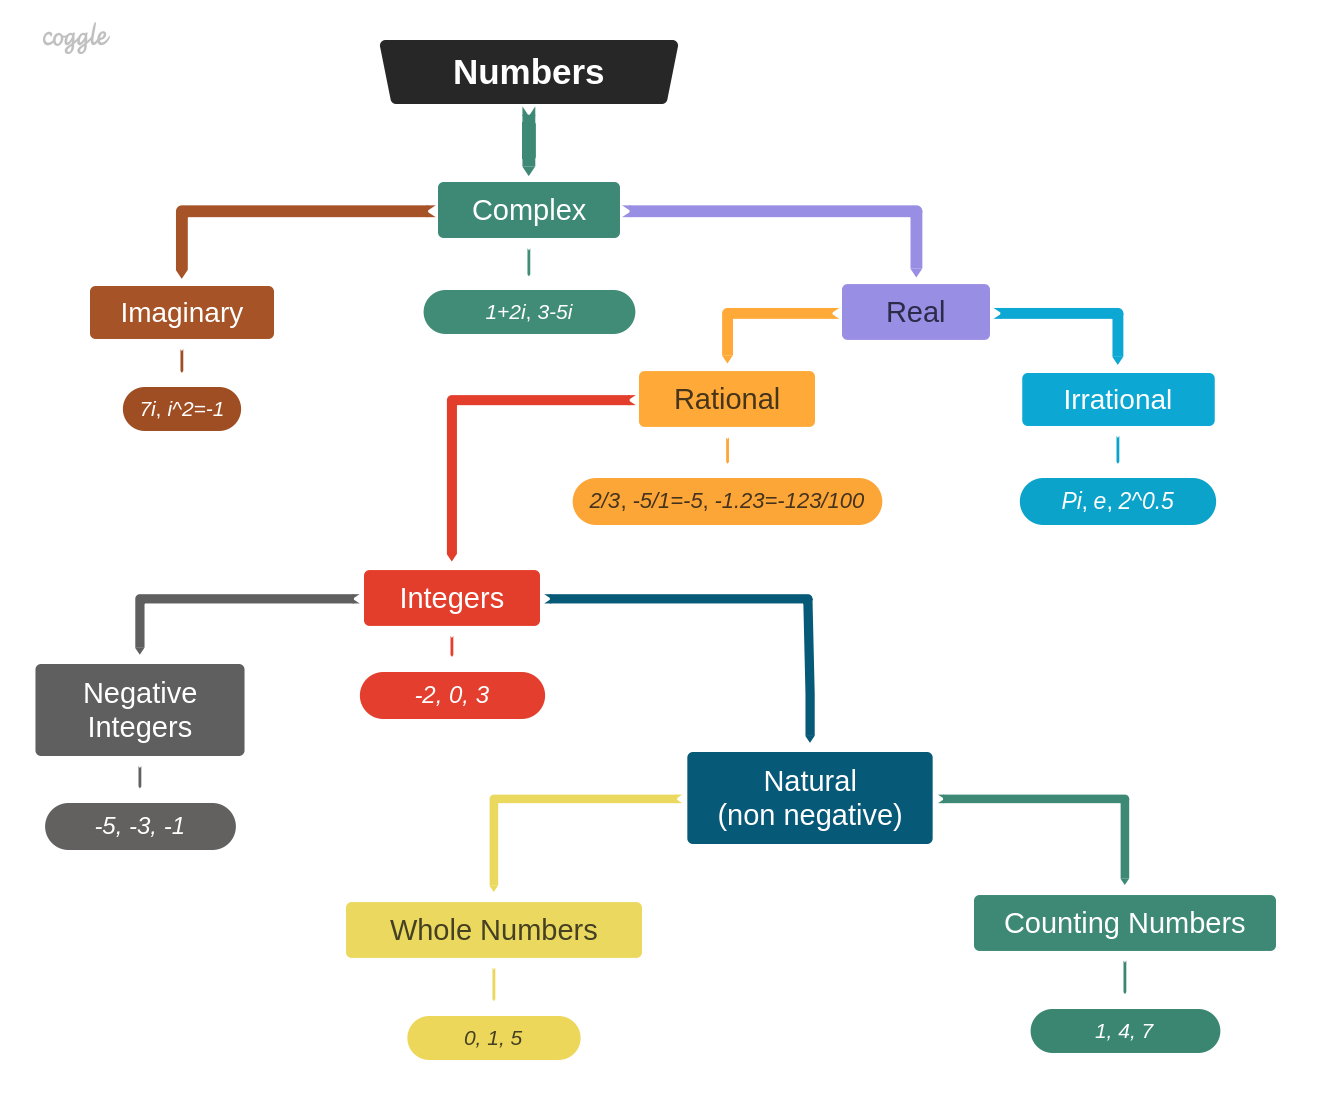 coggle
Numbers
Complex
1+2i, 3-5i
Imaginary
7i, i^2=-1
Real
Rational
2/3, -5/1=-5, -1.23=-123/100
Irrational
Pi, e, 2^0.5
Integers
-2, 0, 3
Negative
Integers
-5, -3, -1
Natural
(non negative)
Whole Numbers
0, 1, 5
Counting Numbers
1, 4, 7